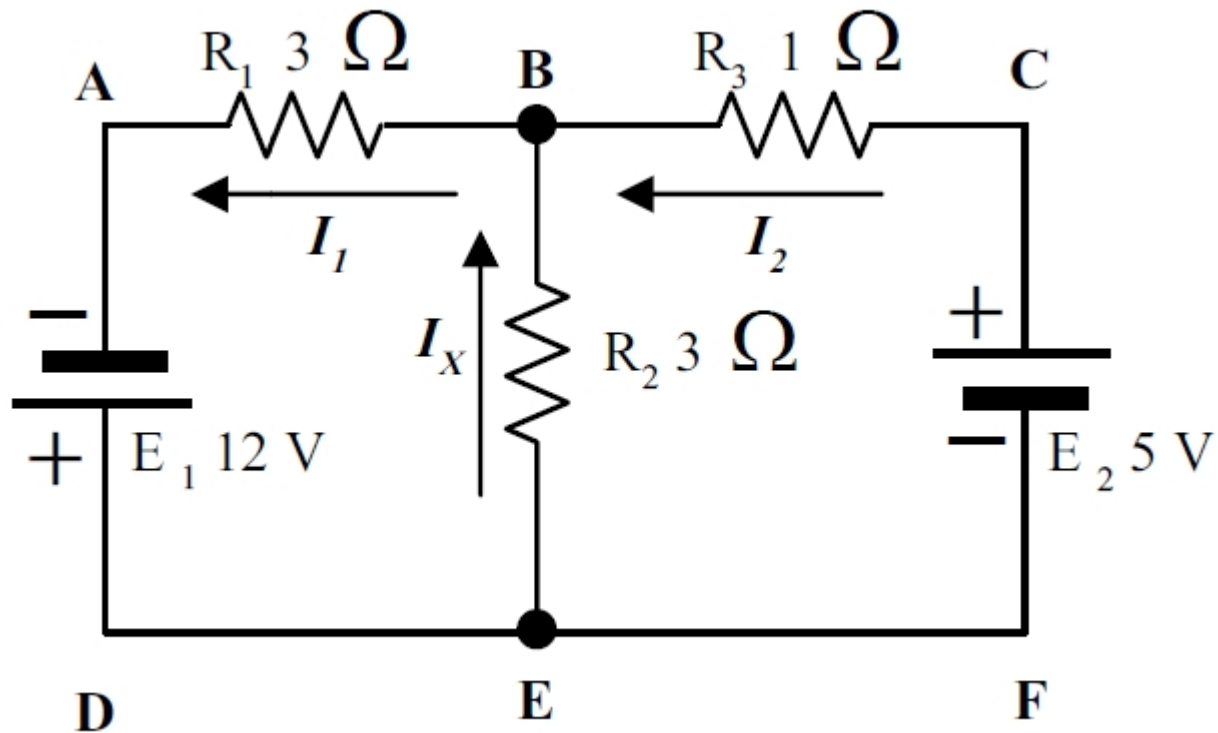 A R₁ 3 Ω B R₃ 1 Ω C
I₁ I₂
− +
Iₓ R₂ 3 Ω
+ E₁ 12 V − E₂ 5 V
D E F